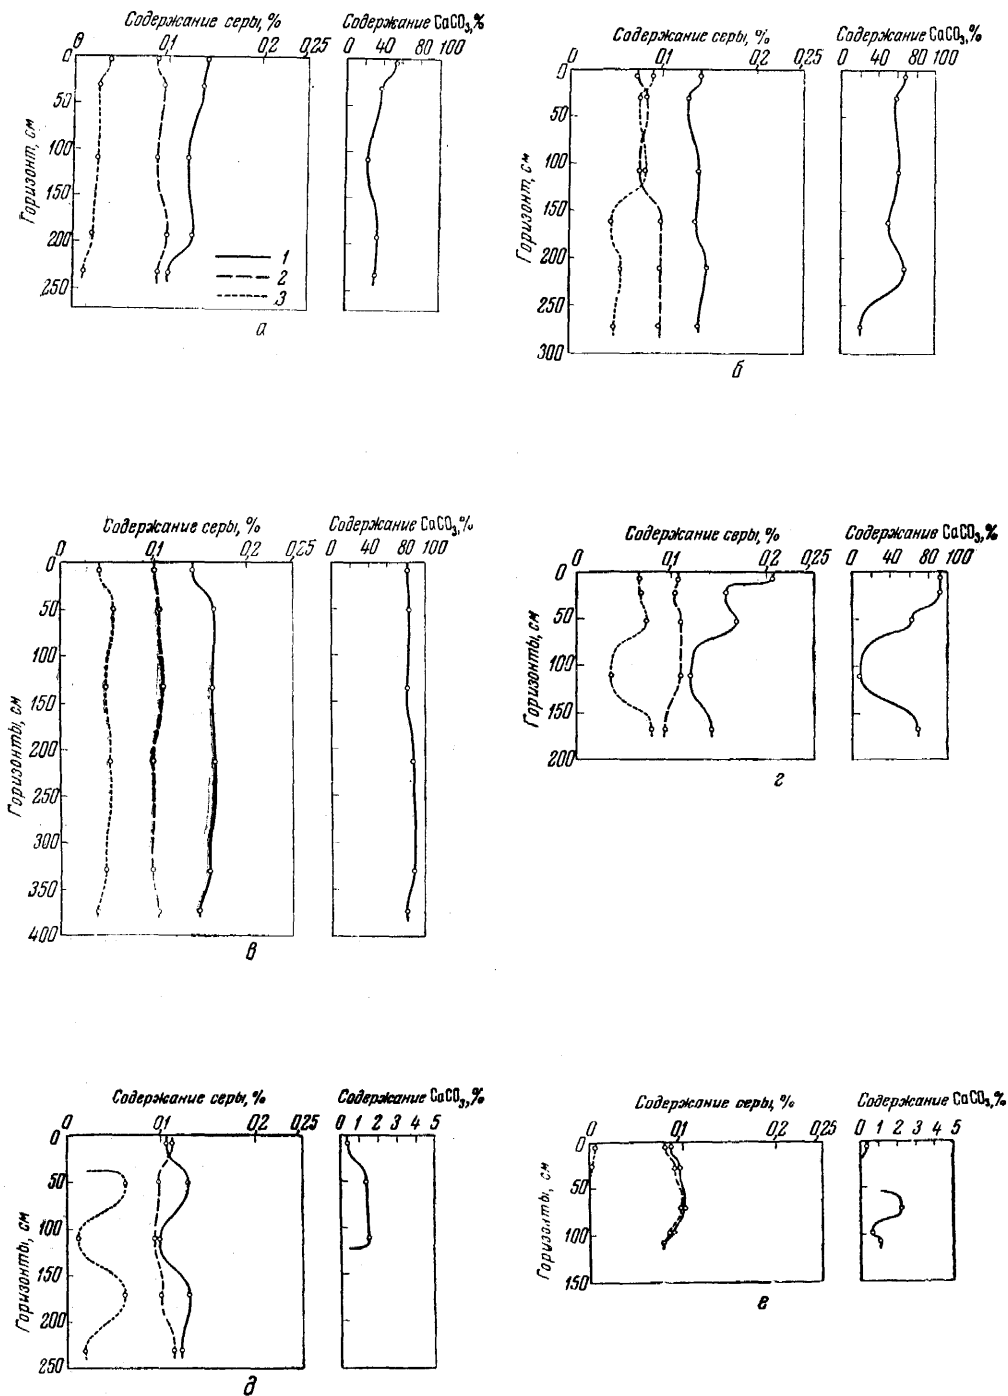 Содержание серы, %
0 0,1 0,2 0,25
Содержание CaCO₃, %
0 40 80 100
Горизонт, см
0
50
100
150
200
250
1
2
3
а
Содержание серы, %
0 0,1 0,2 0,25
Содержание CaCO₃, %
0 40 80 100
Горизонт, см
0
50
100
150
200
250
300
б
Содержание серы, %
0 0,1 0,2 0,25
Содержание CaCO₃, %
0 40 80 100
Горизонты, см
0
50
100
150
200
250
300
350
400
в
Содержание серы, %
0 0,1 0,2 0,25
Содержание CaCO₃, %
0 40 80 100
Горизонты, см
0
50
100
150
200
г
Содержание серы, %
0 0,1 0,2 0,25
Содержание CaCO₃, %
0 1 2 3 4 5
Горизонты, см
0
50
100
150
200
250
д
Содержание серы, %
0 0,1 0,2 0,25
Содержание CaCO₃, %
0 1 2 3 4 5
Горизонты, см
0
50
100
150
е